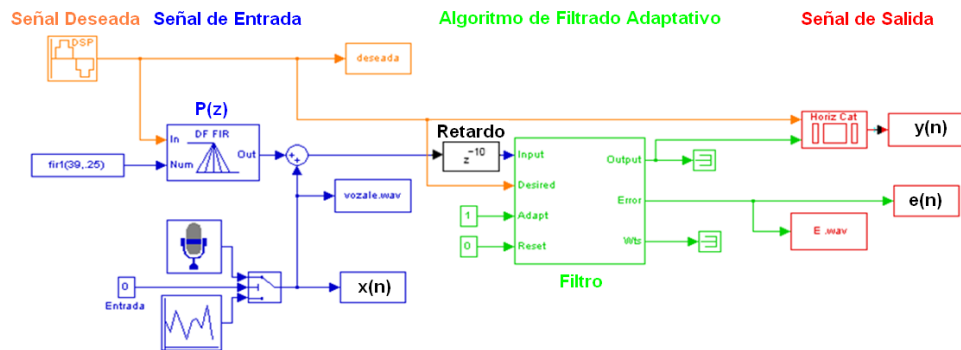 Señal Deseada
Señal de Entrada
Algoritmo de Filtrado Adaptativo
Señal de Salida
DSP
deseada
P(z)
DF FIR
In
Num
Out
fir1(39,.25)
Retardo
z^-10
Input
Desired
Adapt
Reset
Output
Error
Wts
Filtro
1
0
Horiz Cat
y(n)
e(n)
E .wav
vozale.wav
x(n)
0
Entrada